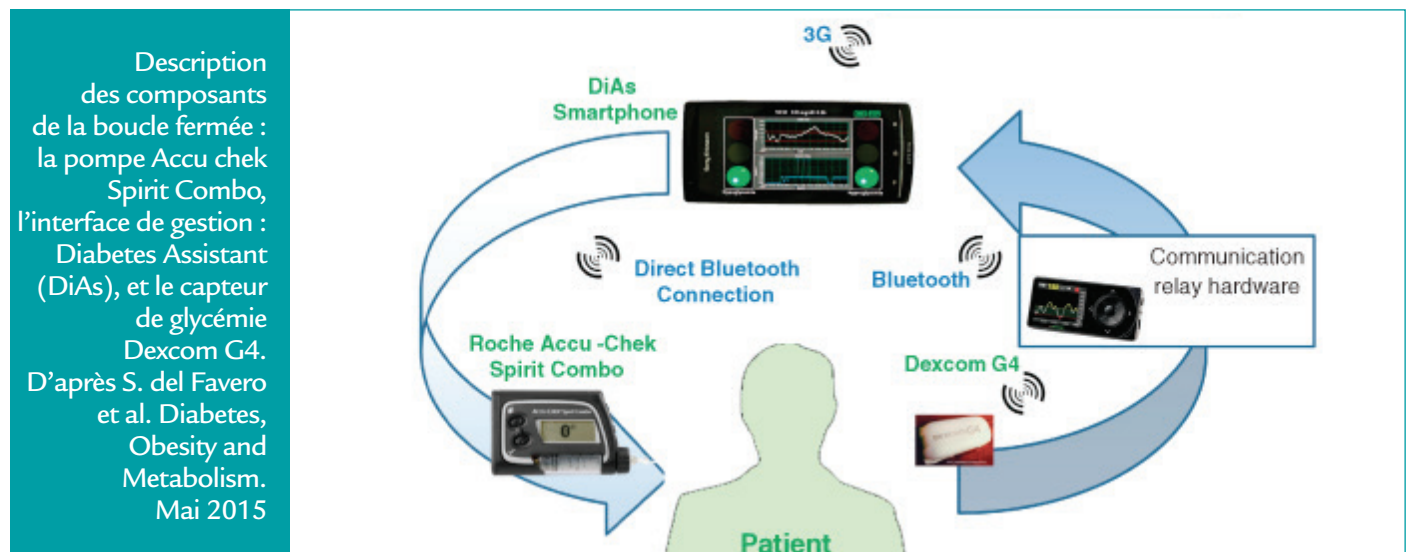 Description
des composants
de la boucle fermée :
la pompe Accu chek
Spirit Combo,
l’interface de gestion :
Diabetes Assistant
(DiAs), et le capteur
de glycémie
Dexcom G4.
D’après S. del Favero
et al. Diabetes,
Obesity and
Metabolism.
Mai 2015
3G
DiAs
Smartphone
Direct Bluetooth
Connection
Bluetooth
Communication
relay hardware
Roche Accu -Chek
Spirit Combo
Dexcom G4
Patient